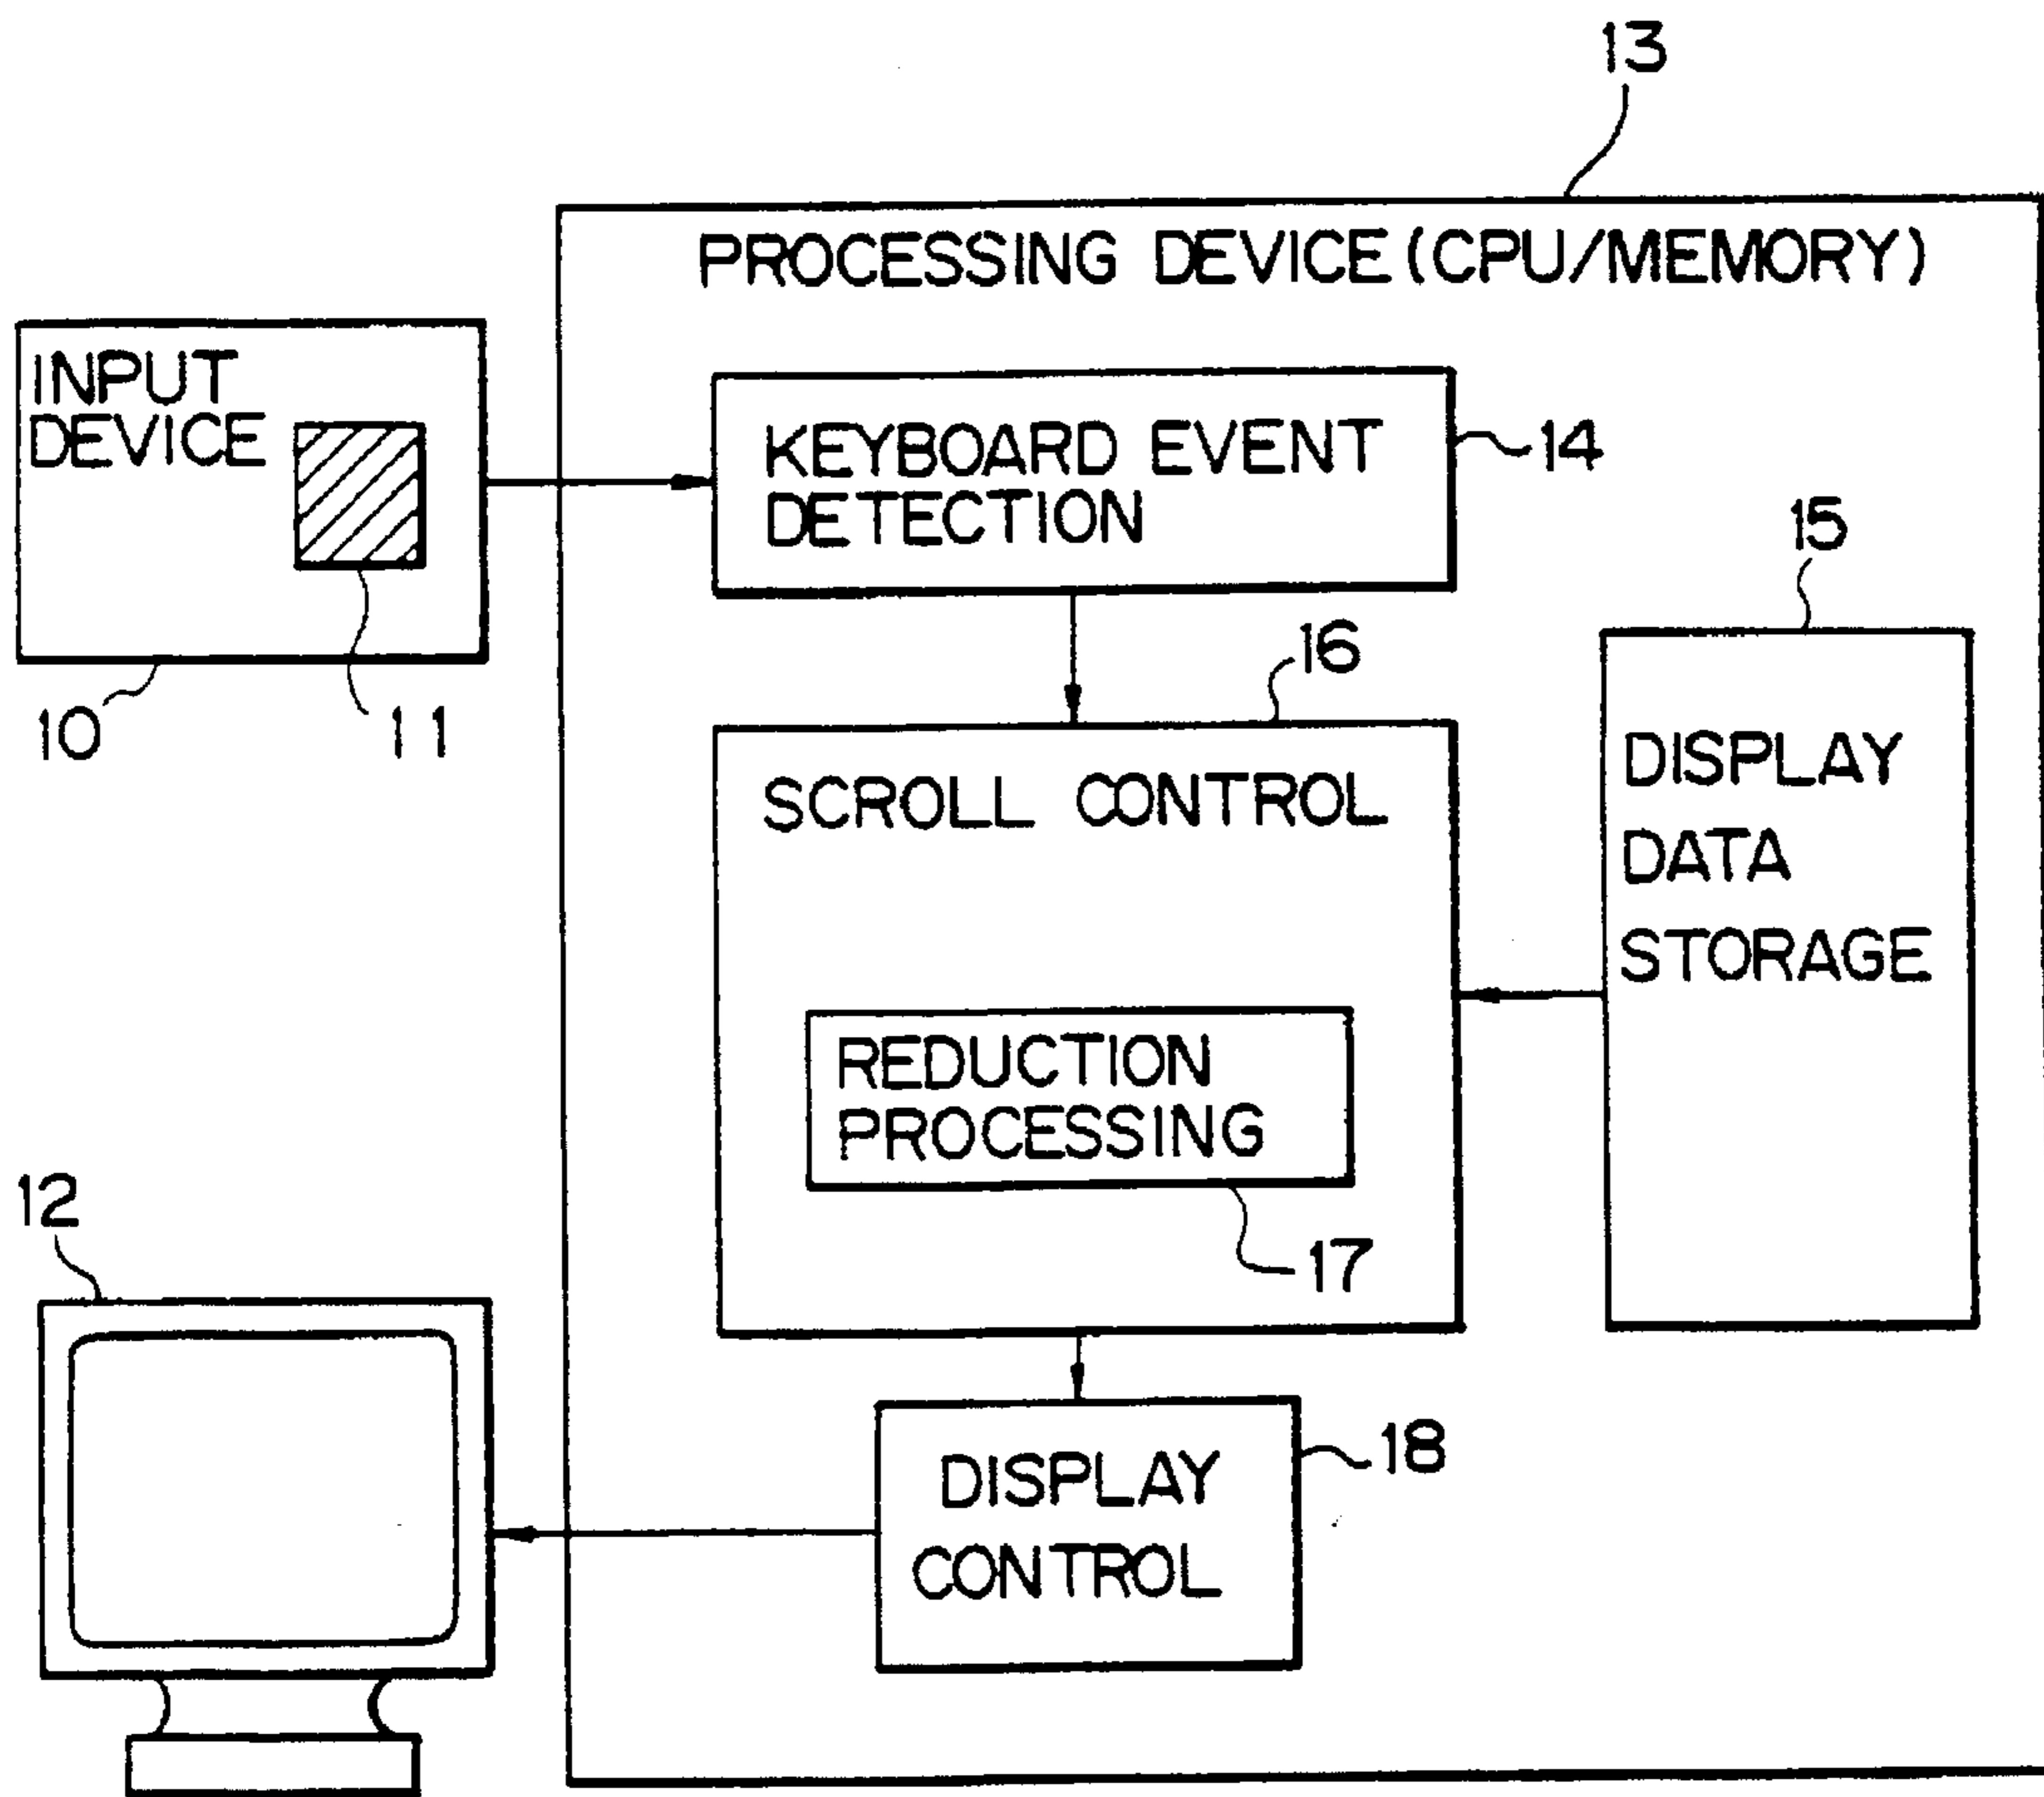 13
PROCESSING DEVICE (CPU/MEMORY)
INPUT
DEVICE
KEYBOARD EVENT
DETECTION
14
15
16
10
11
SCROLL CONTROL
DISPLAY
DATA
STORAGE
REDUCTION
PROCESSING
17
12
18
DISPLAY
CONTROL